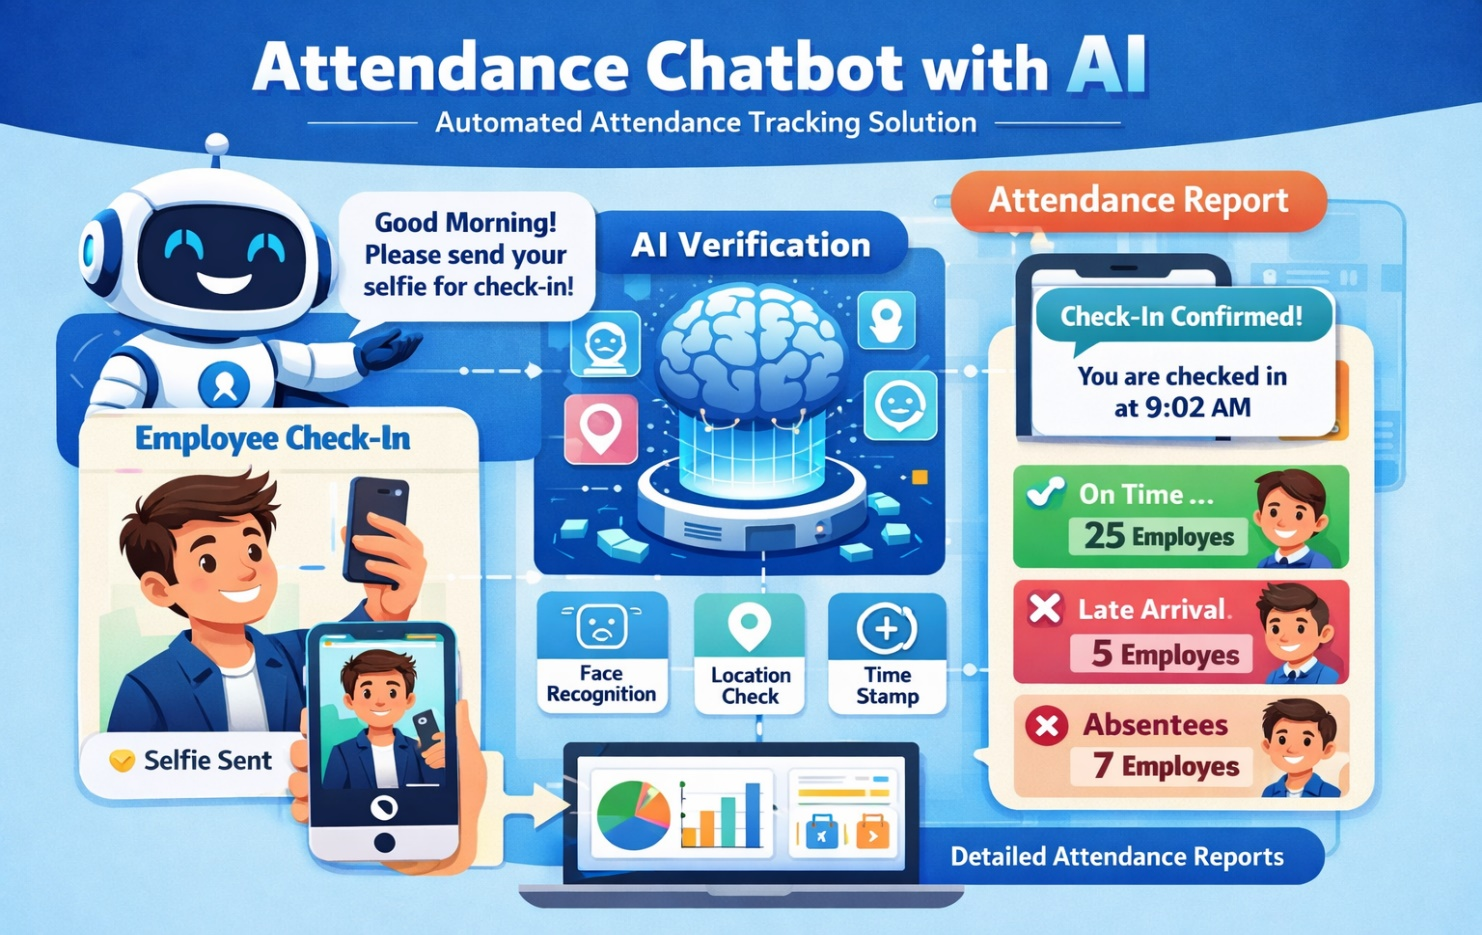 Attendance Chatbot with AI
Automated Attendance Tracking Solution
Good Morning!
Please send your
selfie for check-in!
AI Verification
Attendance Report
Check-In Confirmed!
You are checked in
at 9:02 AM
Employee Check-In
On Time ...
25 Employes
Late Arrival.
5 Employes
Absentees
7 Employes
Face
Recognition
Location
Check
Time
Stamp
Selfie Sent
Detailed Attendance Reports